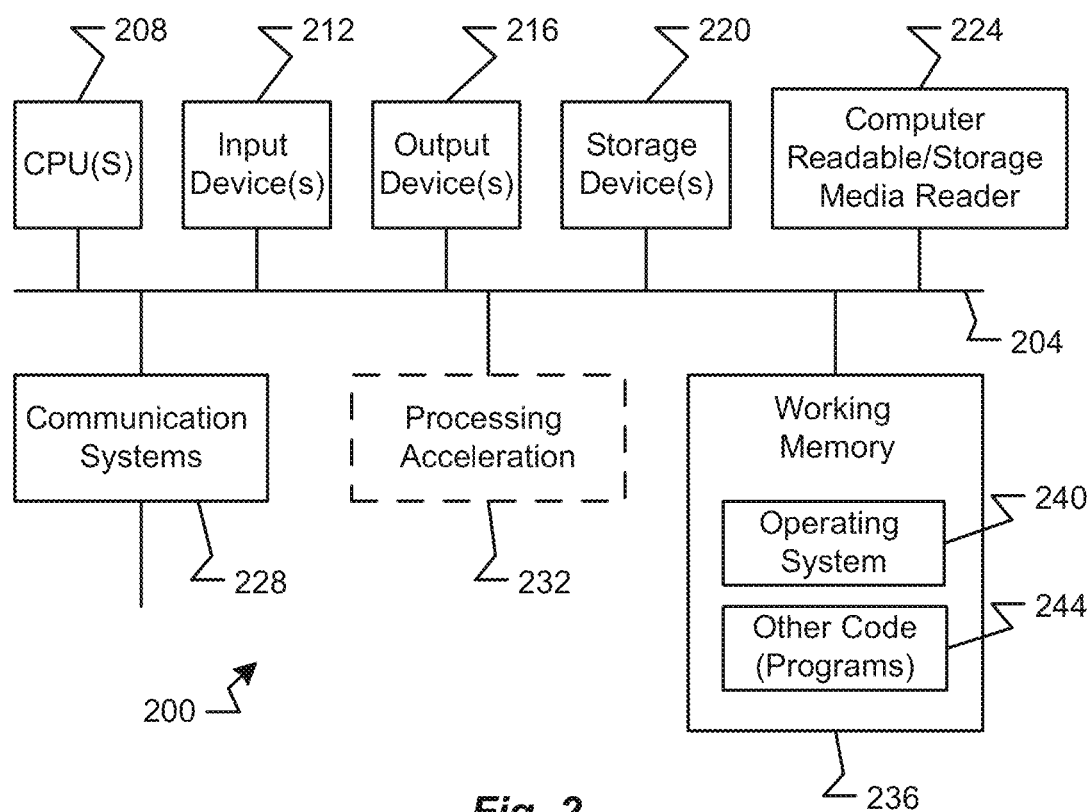 208
212
216
220
224
CPU(S)
Input
Device(s)
Output
Device(s)
Storage
Device(s)
Computer
Readable/Storage
Media Reader
204
Communication
Systems
228
Processing
Acceleration
232
Working
Memory
Operating
System
240
Other Code
(Programs)
244
236
200
Fig. 2